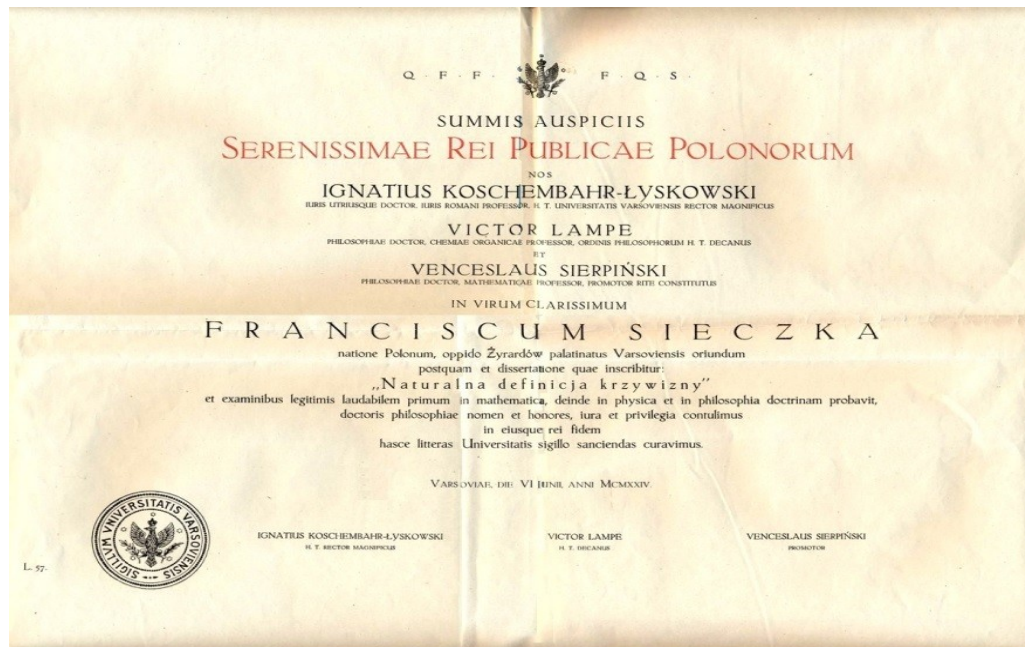 Q · F · F · F · Q · S ·
SUMMIS AUSPICIIS
SERENISSIMAE REI PUBLICAE POLONORUM
NOS
IGNATIUS KOSCHEMBAHR-ŁYSKOWSKI
IURIS UTRIUSQUE DOCTOR, IURIS ROMANI PROFESSOR, H. T. UNIVERSITATIS VARSOVIENSIS RECTOR MAGNIFICUS
VICTOR LAMPE
PHILOSOPHIAE DOCTOR, CHEMIAE ORGANICAE PROFESSOR, ORDINIS PHILOSOPHORUM H. T. DECANUS
ET
VENCESLAUS SIERPIŃSKI
PHILOSOPHIAE DOCTOR, MATHEMATICAE PROFESSOR, PROMOTOR RITE CONSTITUTUS
IN VIRUM CLARISSIMUM
FRANCISCUM SIECZKA
natione Polonum, oppido Żyrardów palatinatus Varsoviensis oriundum
postquam et dissertatione quae inscribitur:
„Naturalna definicja krzywizny”
et examinibus legitimis laudabilem primum in mathematica, deinde in physica et in philosophia doctrinam probavit,
doctoris philosophiae nomen et honores, iura et privilegia contulimus
in eiusque rei fidem
hasce litteras Universitatis sigillo sanciendas curavimus.
VARSOVIAE, DIE VI IUNII, ANNI MCMXXIV.
SIGILLVM VNIVERSITATIS VARSOVIENSIS
IGNATIUS KOSCHEMBAHR-ŁYSKOWSKI
H. T. RECTOR MAGNIFICUS
VICTOR LAMPE
H. T. DECANUS
VENCESLAUS SIERPIŃSKI
PROMOTOR
L. 57.